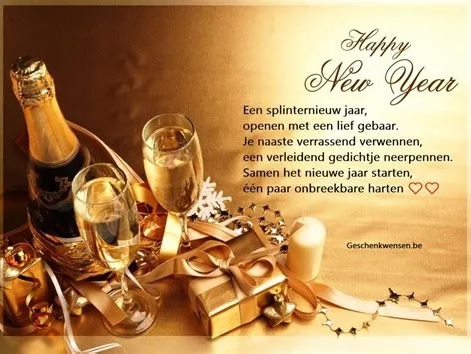 Happy
New Year
Een splinternieuw jaar,
openen met een lief gebaar.
Je naaste verrassend verwennen,
een verleidend gedichtje neerpennen.
Samen het nieuwe jaar starten,
één paar onbreekbare harten ♡♡
Geschenkwensen.be